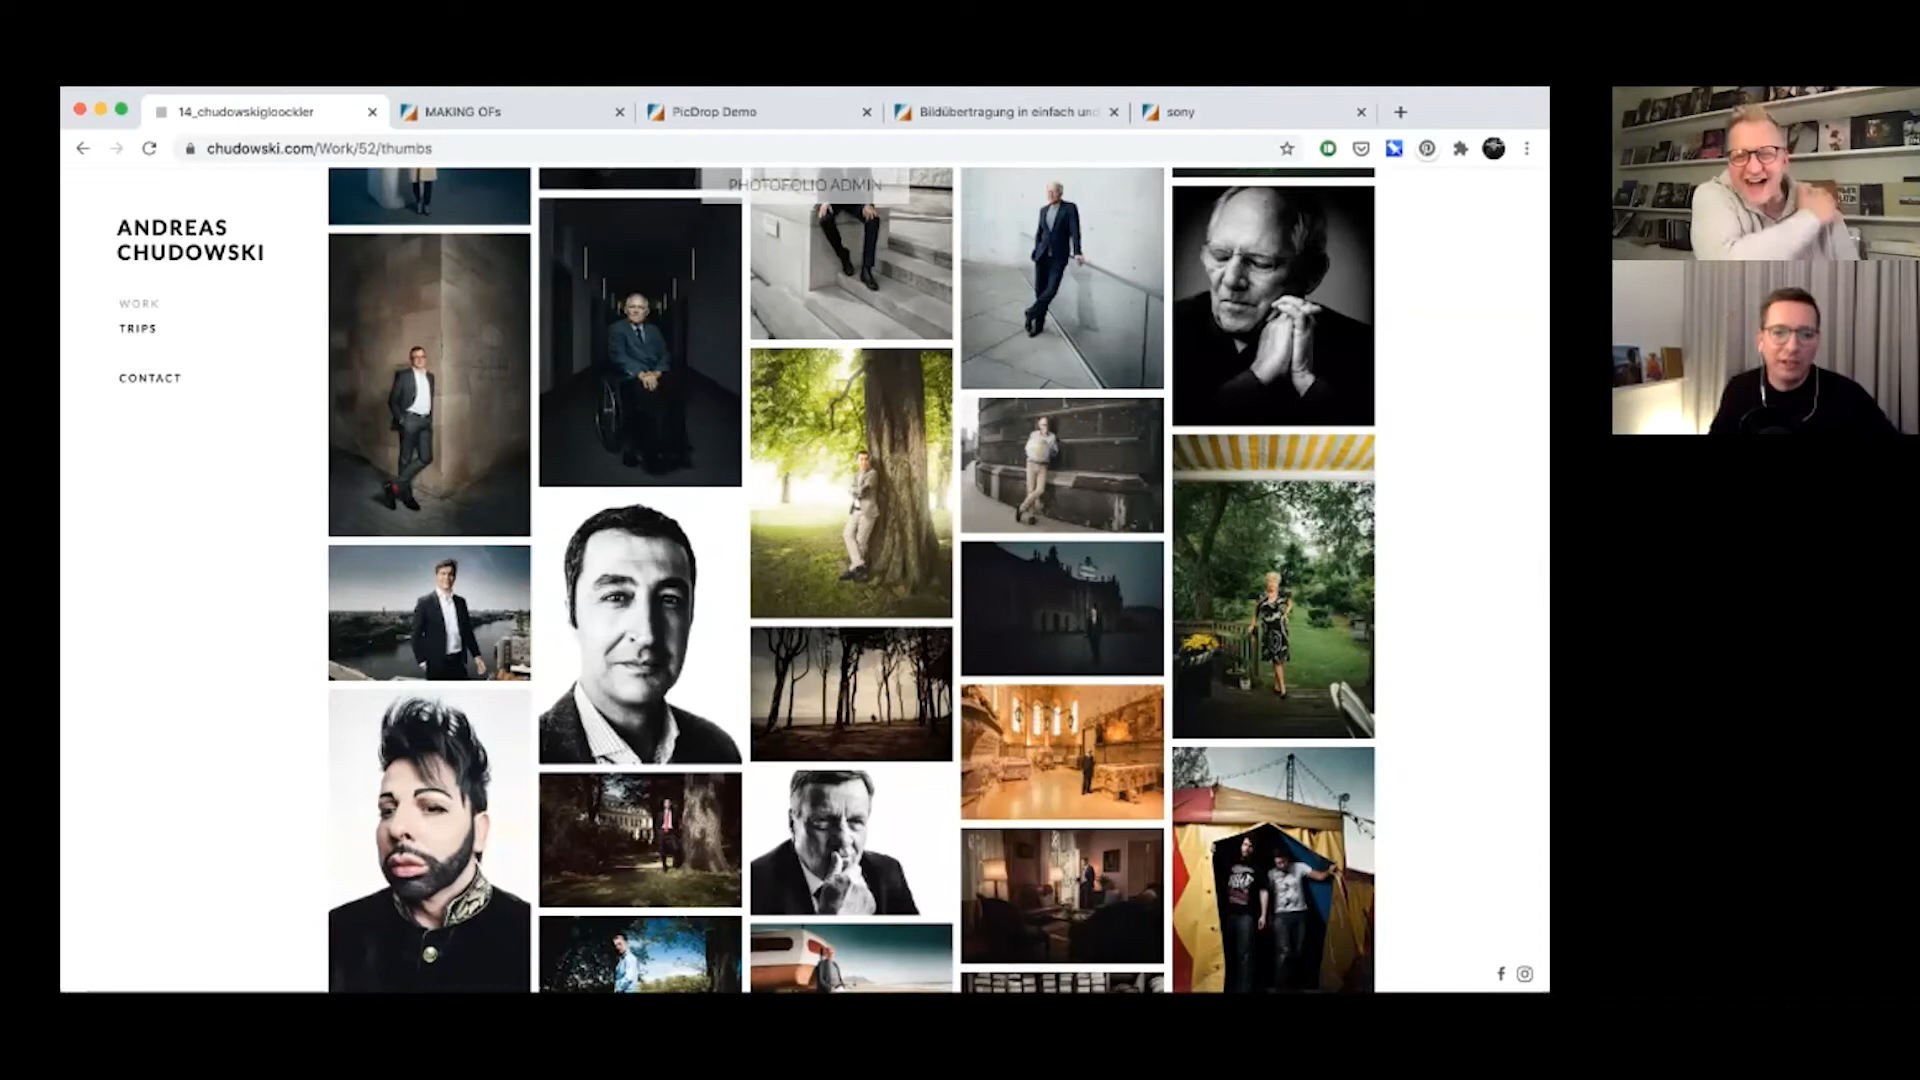 14_chudowskigloockler
MAKING OFs
PicDrop Demo
Bildübertragung in einfach und
sony
chudowski.com/Work/52/thumbs
PHOTOFOLIO ADMIN
ANDREAS
CHUDOWSKI
WORK
TRIPS
CONTACT